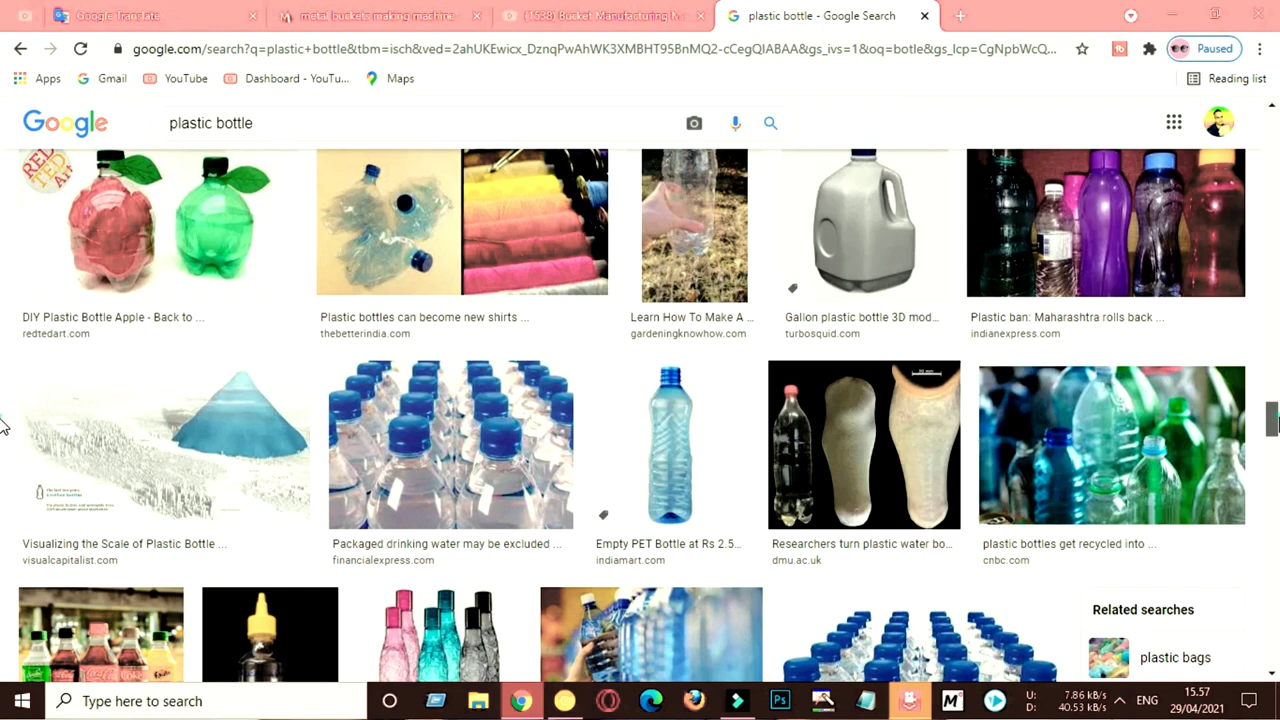 Google Translate
metal buckets making machine
(1538) Bucket Manufacturing M
plastic bottle - Google Search
google.com/search?q=plastic+bottle&tbm=isch&ved=2ahUKEwicx_DznqPwAhWK3XMBHT95BnMQ2-cCegQIABAA&gs_ivs=1&oq=botle&gs_lcp=CgNpbWcQ...
Paused
Apps
Gmail
YouTube
Dashboard - YouTu...
Maps
Reading list
Google
plastic bottle
RED TED ART
DIY Plastic Bottle Apple - Back to ...
redtedart.com
Plastic bottles can become new shirts ...
thebetterindia.com
Learn How To Make A ...
gardeningknowhow.com
Gallon plastic bottle 3D mod...
turbosquid.com
Plastic ban: Maharashtra rolls back ...
indianexpress.com
Visualizing the Scale of Plastic Bottle ...
visualcapitalist.com
Packaged drinking water may be excluded ...
financialexpress.com
Empty PET Bottle at Rs 2.5...
indiamart.com
Researchers turn plastic water bo...
dmu.ac.uk
plastic bottles get recycled into ...
cnbc.com
Related searches
plastic bags
Type here to search
U: 7.86 kB/s
D: 40.53 kB/s
ENG
15.57
29/04/2021